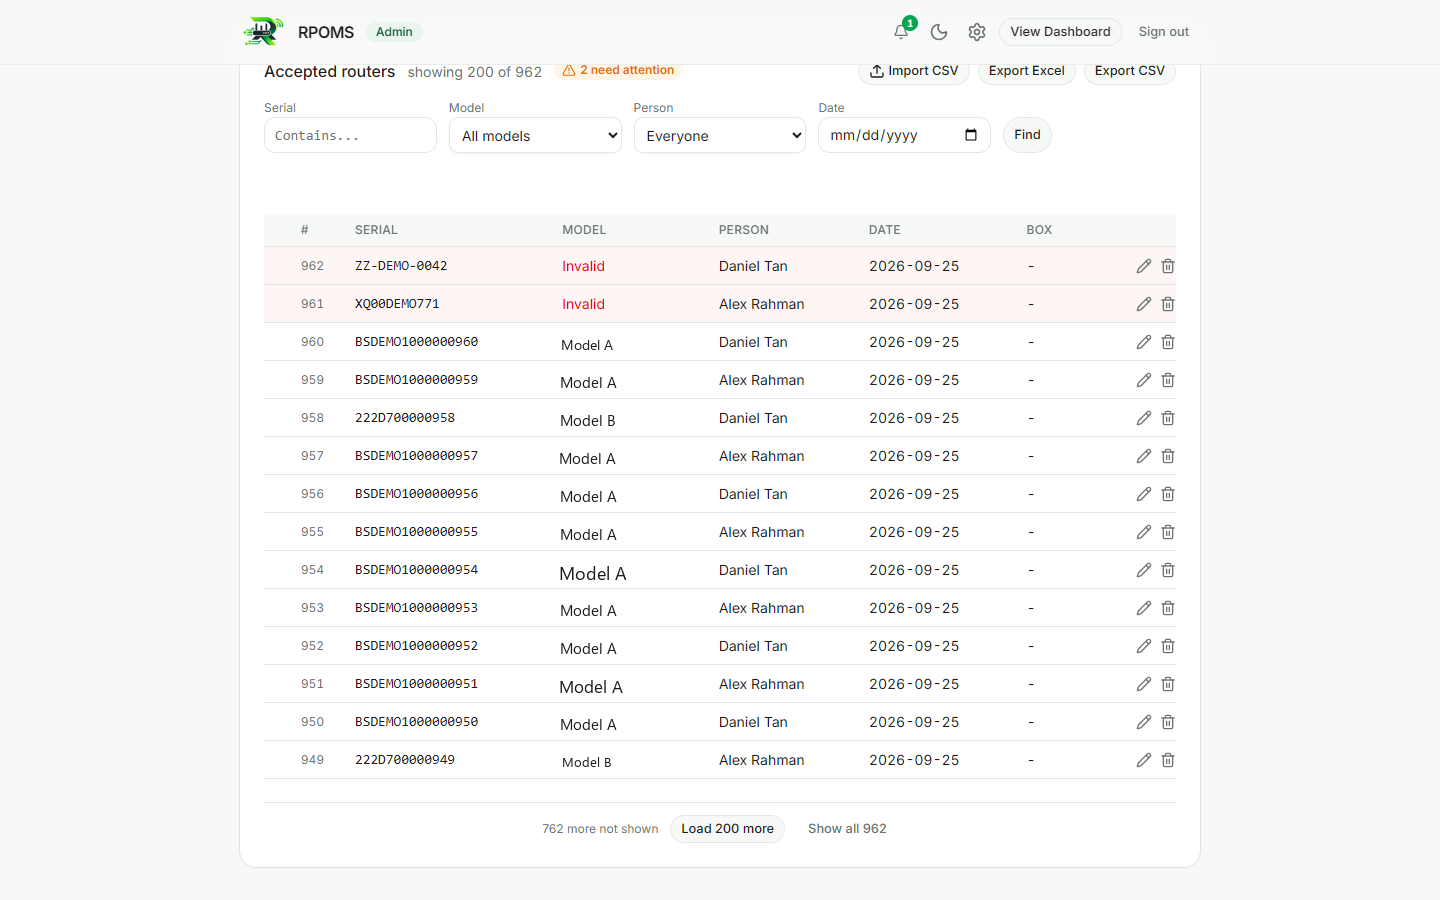 RPOMS Admin 1 View Dashboard Sign out
Accepted routers showing 200 of 962 2 need attention Import CSV Export Excel Export CSV
Serial Model Person Date
Contains... All models Everyone mm/dd/yyyy Find
# SERIAL MODEL PERSON DATE BOX
962 ZZ-DEMO-0042 Invalid Daniel Tan 2026-09-25 -
961 XQ00DEMO771 Invalid Alex Rahman 2026-09-25 -
960 BSDEMO1000000960 Model A Daniel Tan 2026-09-25 -
959 BSDEMO1000000959 Model A Alex Rahman 2026-09-25 -
958 222D700000958 Model B Daniel Tan 2026-09-25 -
957 BSDEMO1000000957 Model A Alex Rahman 2026-09-25 -
956 BSDEMO1000000956 Model A Daniel Tan 2026-09-25 -
955 BSDEMO1000000955 Model A Alex Rahman 2026-09-25 -
954 BSDEMO1000000954 Model A Daniel Tan 2026-09-25 -
953 BSDEMO1000000953 Model A Alex Rahman 2026-09-25 -
952 BSDEMO1000000952 Model A Daniel Tan 2026-09-25 -
951 BSDEMO1000000951 Model A Alex Rahman 2026-09-25 -
950 BSDEMO1000000950 Model A Daniel Tan 2026-09-25 -
949 222D700000949 Model B Alex Rahman 2026-09-25 -
762 more not shown Load 200 more Show all 962